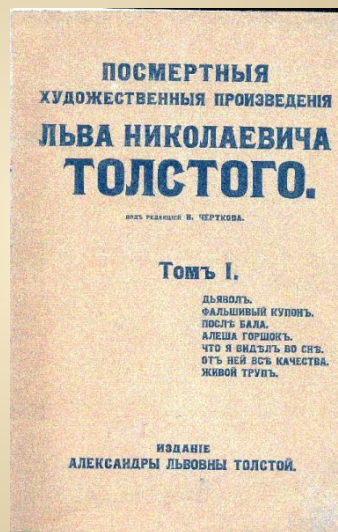 ПОСМЕРТНЫЯ
ХУДОЖЕСТВЕННЫЯ ПРОИЗВЕДЕНІЯ
ЛЬВА НИКОЛАЕВИЧА
ТОЛСТОГО.
ПОДЪ РЕДАКЦІЕЙ В. ЧЕРТКОВА.
Томъ I.
ДЬЯВОЛЪ.
ФАЛЬШИВЫЙ КУПОНЪ.
ПОСЛѢ БАЛА.
АЛЕША ГОРШОКЪ.
ЧТО Я ВИДѢЛЪ ВО СНѢ.
ОТЪ НЕЙ ВСѢ КАЧЕСТВА.
ЖИВОЙ ТРУПЪ.
ИЗДАНІЕ
АЛЕКСАНДРЫ ЛЬВОВНЫ ТОЛСТОЙ.